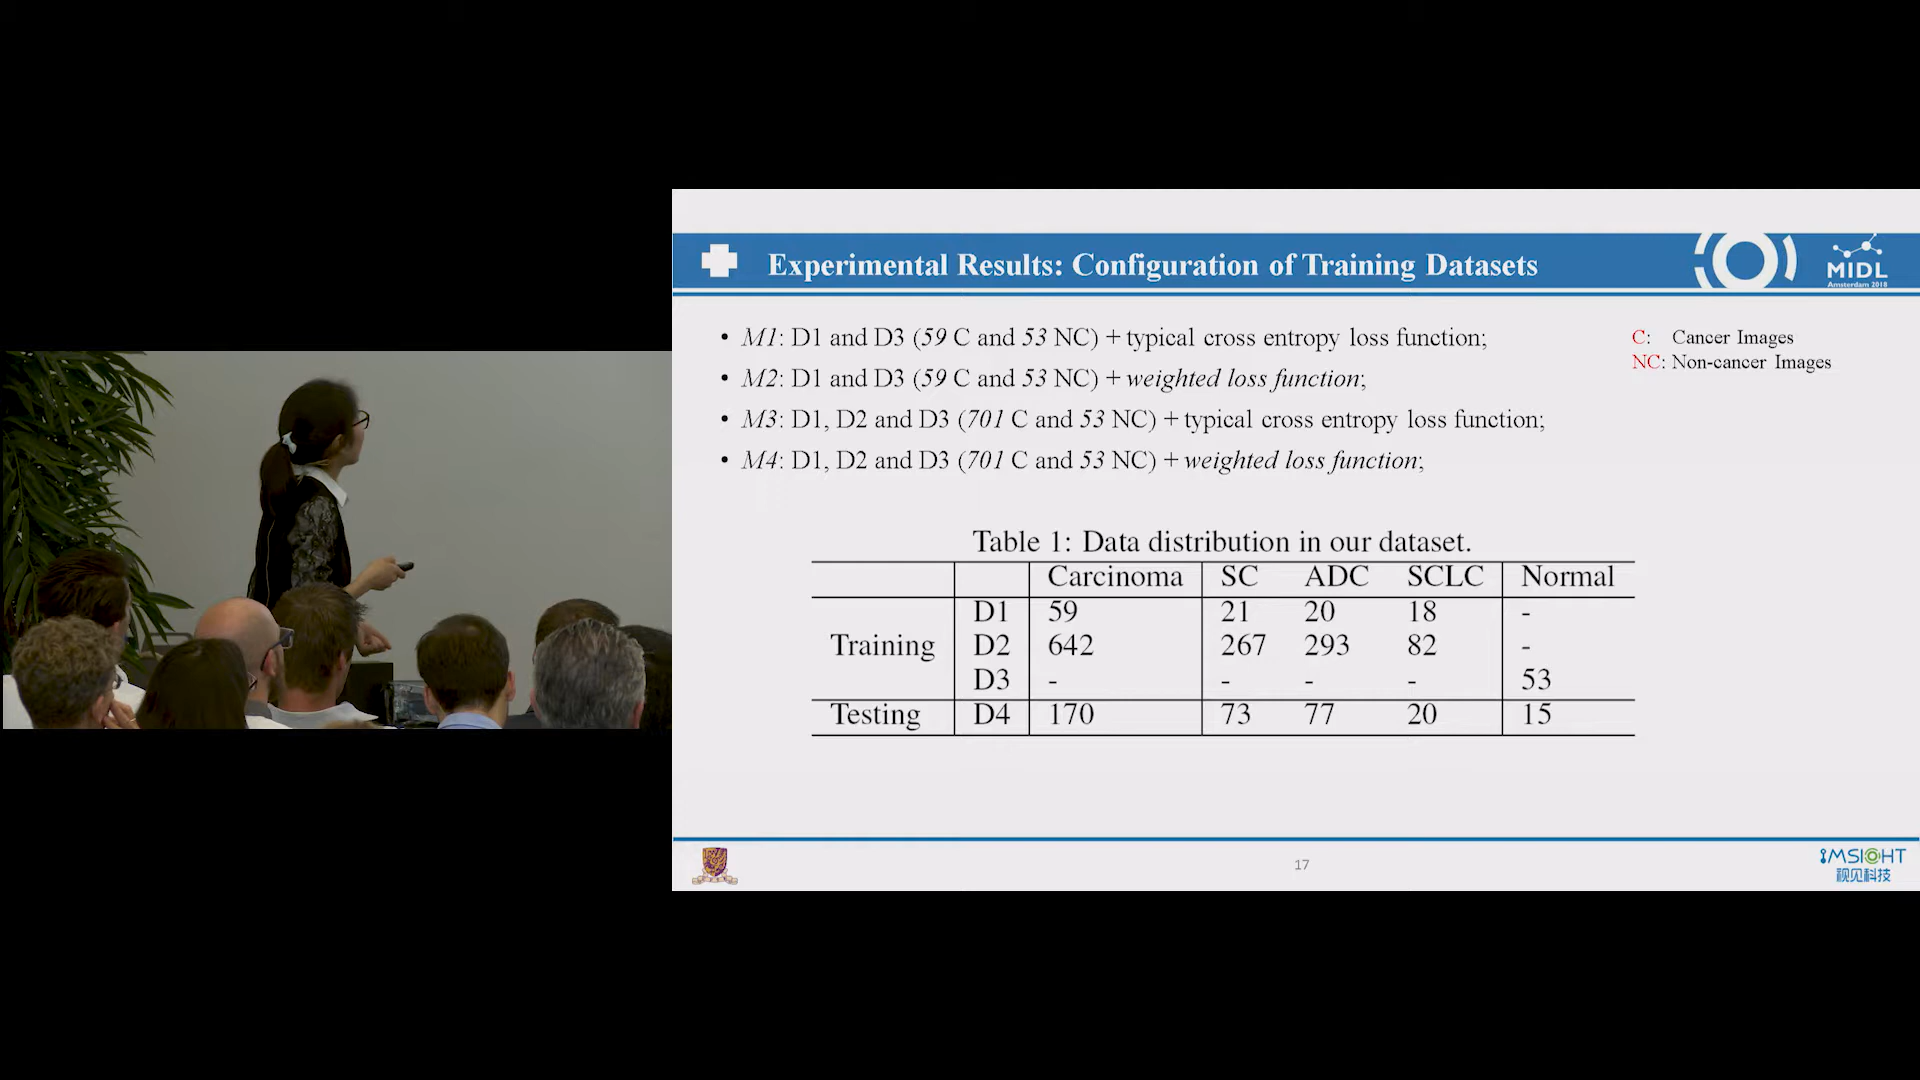 Experimental Results: Configuration of Training Datasets
MIDL
Amsterdam 2018
• M1: D1 and D3 (59 C and 53 NC) + typical cross entropy loss function;
• M2: D1 and D3 (59 C and 53 NC) + weighted loss function;
• M3: D1, D2 and D3 (701 C and 53 NC) + typical cross entropy loss function;
• M4: D1, D2 and D3 (701 C and 53 NC) + weighted loss function;
C: Cancer Images
NC: Non-cancer Images
Table 1: Data distribution in our dataset.
Carcinoma SC ADC SCLC Normal
Training
D1 59 21 20 18 -
D2 642 267 293 82 -
D3 - - - - 53
Testing D4 170 73 77 20 15
17
iMSIGHT
视见科技